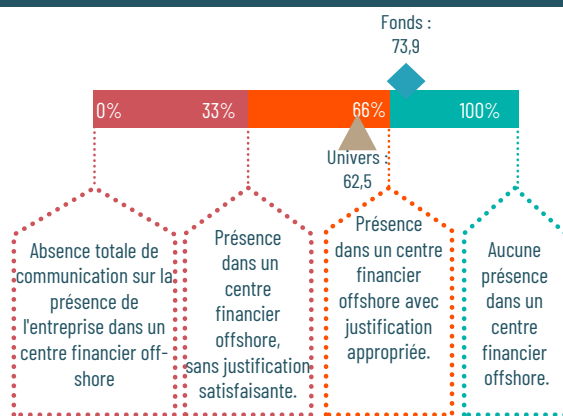 Fonds :
73,9
0%
33%
66%
100%
Univers :
62,5
Absence totale de
communication sur la
présence de
l'entreprise dans un
centre financier off-
shore
Présence
dans un
centre
financier
offshore,
sans justification
satisfaisante.
Présence
dans un centre
financier
offshore avec
justification
appropriée.
Aucune
présence
dans un
centre
financier
offshore.